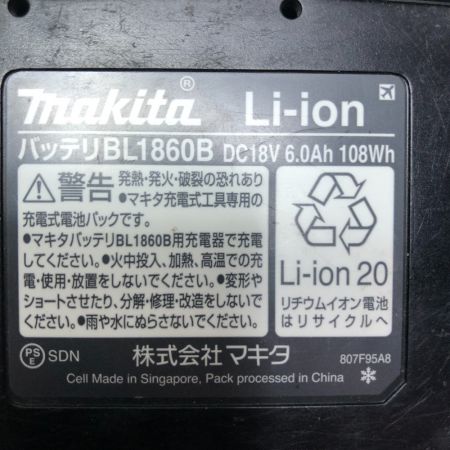 makita® Li-ion
バッテリBL1860B DC18V 6.0Ah 108Wh
警告 発熱・発火・破裂の恐れあり
●マキタ充電式工具専用の
充電式電池パックです。
●マキタバッテリBL1860B用充電器で充電
してください。●火中投入、加熱、高温での充
電・使用・放置をしないでください。●変形や
ショートさせたり、分解・修理・改造をしないで
ください。●雨や水にぬらさないでください。
Li-ion 20
リチウムイオン電池
はリサイクルへ
PS
E SDN 株式会社 マキタ 807F95A8
Cell Made in Singapore, Pack processed in China